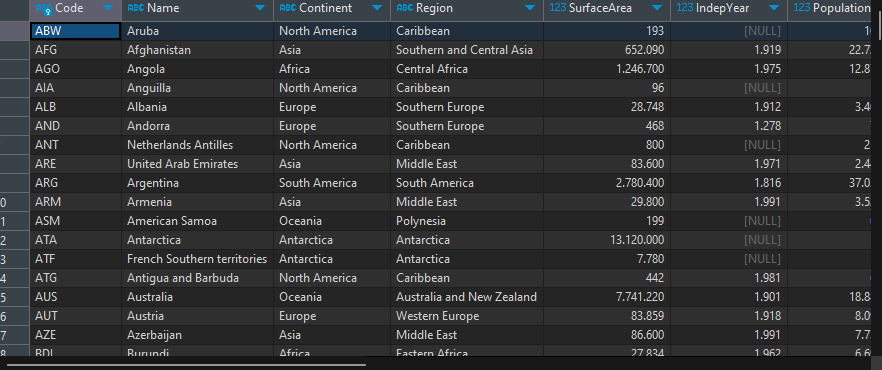 ABC Code ABC Name ABC Continent ABC Region 123 SurfaceArea 123 IndepYear 123 Population
ABW Aruba North America Caribbean 193 [NULL]
AFG Afghanistan Asia Southern and Central Asia 652.090 1.919 22.7
AGO Angola Africa Central Africa 1.246.700 1.975 12.8
AIA Anguilla North America Caribbean 96 [NULL]
ALB Albania Europe Southern Europe 28.748 1.912 3.4
AND Andorra Europe Southern Europe 468 1.278
ANT Netherlands Antilles North America Caribbean 800 [NULL] 2
ARE United Arab Emirates Asia Middle East 83.600 1.971 2.4
ARG Argentina South America South America 2.780.400 1.816 37.0
0 ARM Armenia Asia Middle East 29.800 1.991 3.5
1 ASM American Samoa Oceania Polynesia 199 [NULL]
2 ATA Antarctica Antarctica Antarctica 13.120.000 [NULL]
3 ATF French Southern territories Antarctica Antarctica 7.780 [NULL]
4 ATG Antigua and Barbuda North America Caribbean 442 1.981
5 AUS Australia Oceania Australia and New Zealand 7.741.220 1.901 18.8
6 AUT Austria Europe Western Europe 83.859 1.918 8.0
7 AZE Azerbaijan Asia Middle East 86.600 1.991 7.7
8 BDI Burundi Africa Eastern Africa 27.834 1.962 6.6